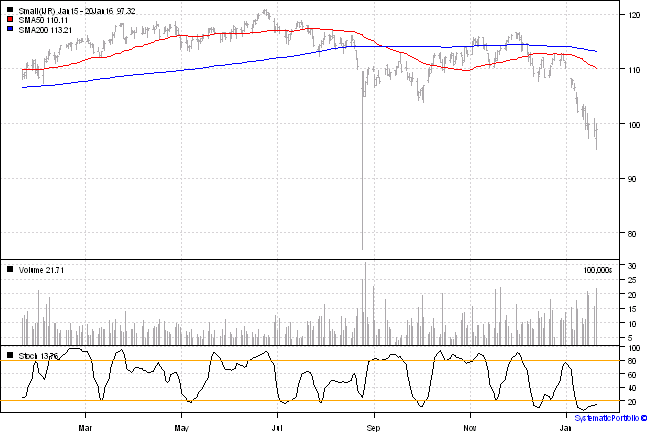 Small(IJR) Jan15 - 20Jan16 97.32
SMA50 110.11
SMA200 113.21
120
110
100
90
80
Volume 21.71
100,000s
30
25
20
15
10
5
Stoch 13.76
100
80
60
40
20
Mar May Jul Sep Nov Jan
SystematicPortfolio ©